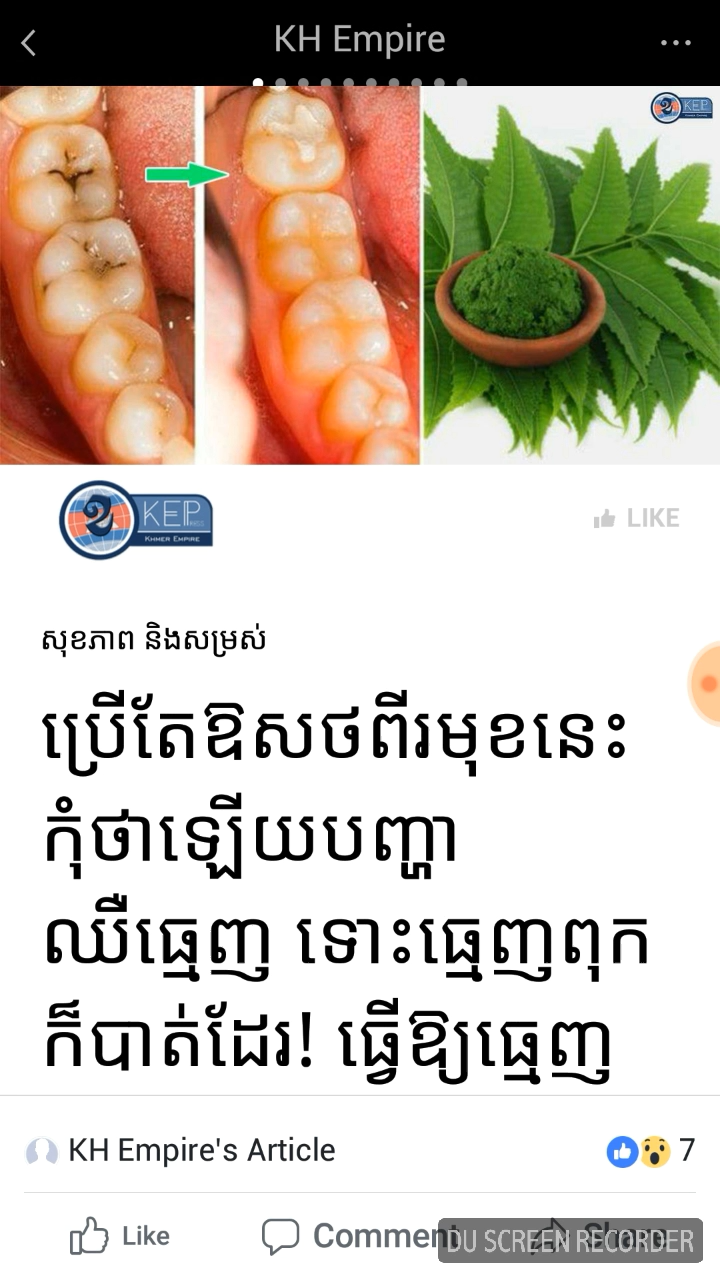 KH Empire
KEP
KHMER EMPIRE
LIKE
សុខភាព និងសម្រស់
ប្រើតែឱសថពីរមុខនេះ
កុំថាឡើយបញ្ហា
ឈឺធ្មេញ ទោះធ្មេញពុក
ក៏បាត់ដែរ! ធ្វើឱ្យធ្មេញ
KH Empire's Article
7
Like
Comment
Share
DU SCREEN RECORDER